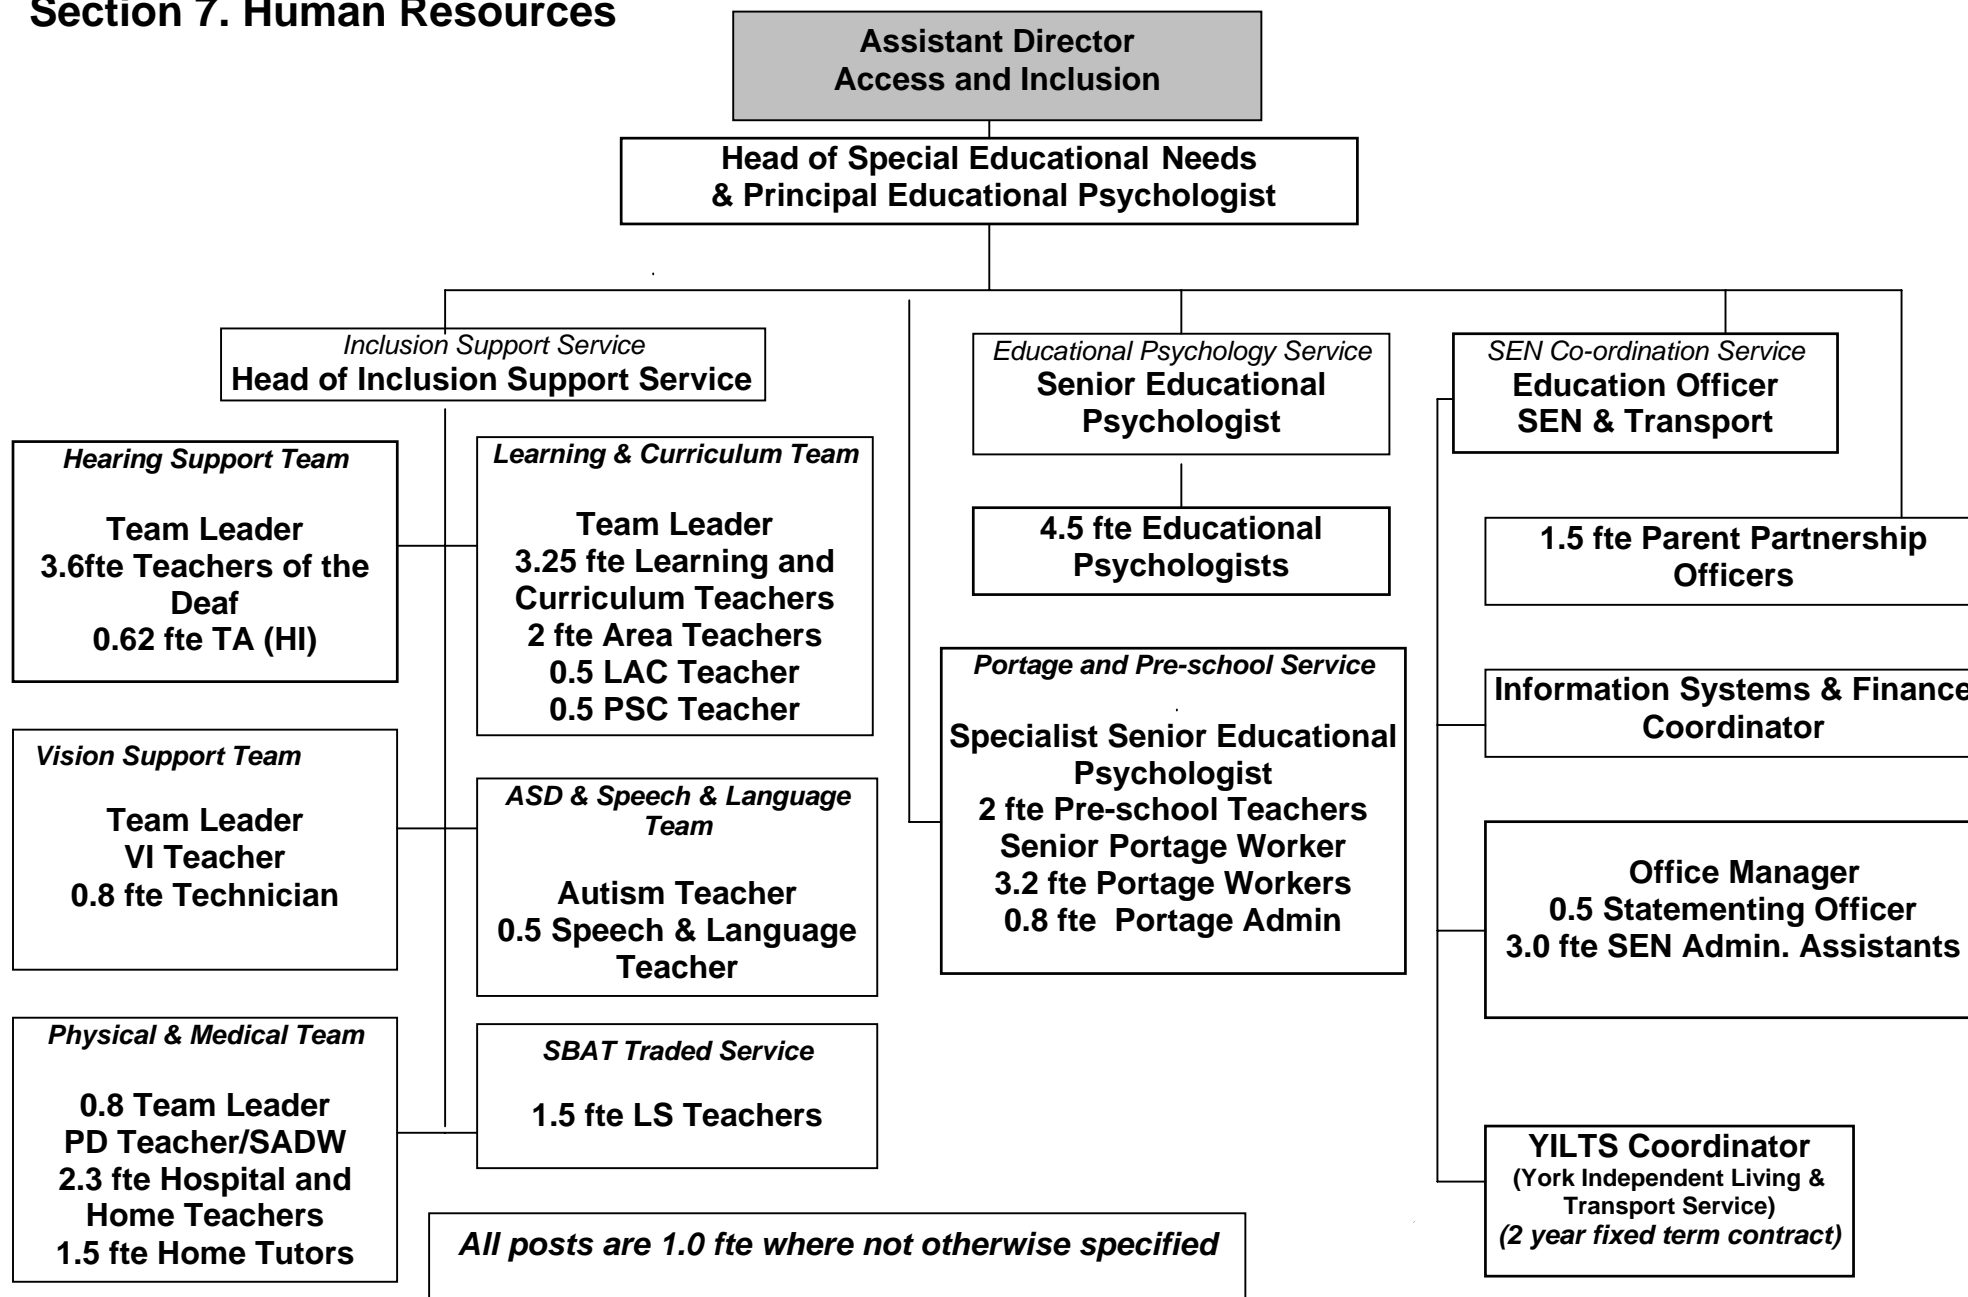 Section 7. Human Resources
Assistant Director
Access and Inclusion
Head of Special Educational Needs
& Principal Educational Psychologist
Inclusion Support Service
Head of Inclusion Support Service
Hearing Support Team
Team Leader
3.6fte Teachers of the
Deaf
0.62 fte TA (HI)
Vision Support Team
Team Leader
VI Teacher
0.8 fte Technician
Physical & Medical Team
0.8 Team Leader
PD Teacher/SADW
2.3 fte Hospital and
Home Teachers
1.5 fte Home Tutors
Learning & Curriculum Team
Team Leader
3.25 fte Learning and
Curriculum Teachers
2 fte Area Teachers
0.5 LAC Teacher
0.5 PSC Teacher
ASD & Speech & Language
Team
Autism Teacher
0.5 Speech & Language
Teacher
SBAT Traded Service
1.5 fte LS Teachers
Educational Psychology Service
Senior Educational
Psychologist
4.5 fte Educational
Psychologists
Portage and Pre-school Service
Specialist Senior Educational
Psychologist
2 fte Pre-school Teachers
Senior Portage Worker
3.2 fte Portage Workers
0.8 fte Portage Admin
SEN Co-ordination Service
Education Officer
SEN & Transport
1.5 fte Parent Partnership
Officers
Information Systems & Finance
Coordinator
Office Manager
0.5 Statementing Officer
3.0 fte SEN Admin. Assistants
YILTS Coordinator
(York Independent Living &
Transport Service)
(2 year fixed term contract)
All posts are 1.0 fte where not otherwise specified